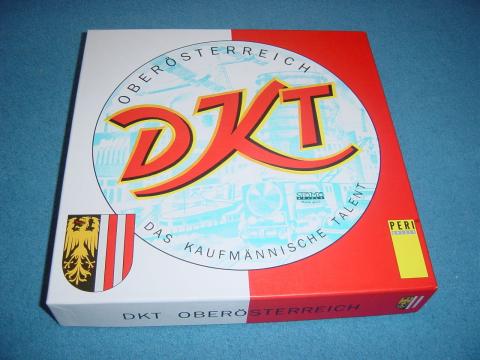 OBERÖSTERREICH
DKT
DAS KAUFMÄNNISCHE TALENT
PERI
DKT OBERÖSTERREICH